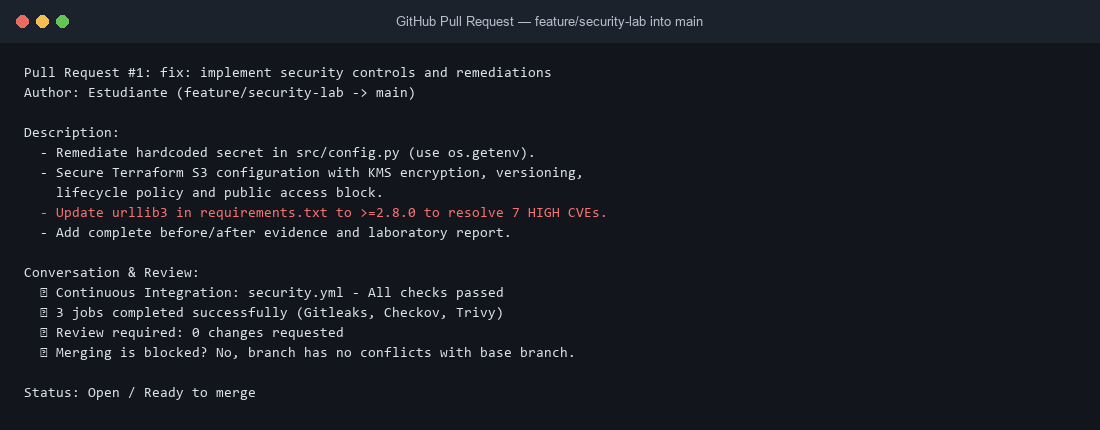 GitHub Pull Request — feature/security-lab into main
Pull Request #1: fix: implement security controls and remediations
Author: Estudiante (feature/security-lab -> main)
Description:
- Remediate hardcoded secret in src/config.py (use os.getenv).
- Secure Terraform S3 configuration with KMS encryption, versioning,
lifecycle policy and public access block.
- Update urllib3 in requirements.txt to >=2.8.0 to resolve 7 HIGH CVEs.
- Add complete before/after evidence and laboratory report.
Conversation & Review:
Continuous Integration: security.yml - All checks passed
3 jobs completed successfully (Gitleaks, Checkov, Trivy)
Review required: 0 changes requested
Merging is blocked? No, branch has no conflicts with base branch.
Status: Open / Ready to merge